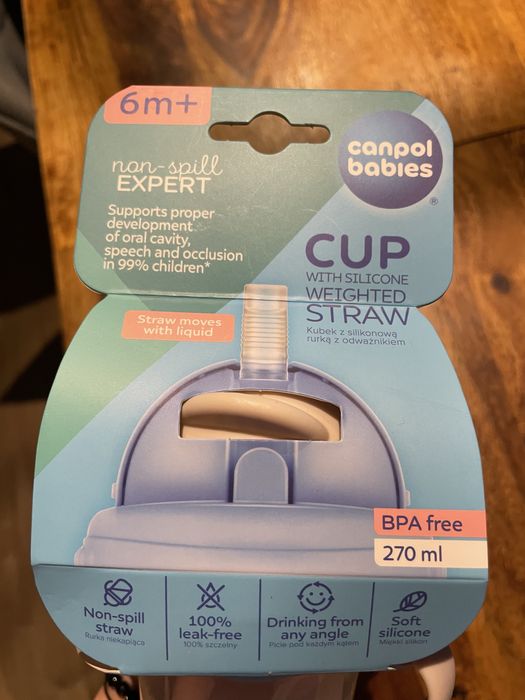 6m+
canpol
babies
®
non-spill
EXPERT
Supports proper
development
of oral cavity,
speech and occlusion
in 99% children*
CUP
WITH SILICONE
WEIGHTED
STRAW
Kubek z silikonową
rurką z odważnikiem
Straw moves
with liquid
BPA free
270 ml
Non-spill
straw
Rurka niekapiąca
100%
leak-free
100% szczelny
Drinking from
any angle
Picie pod każdym kątem
Soft
silicone
Miękki silikon